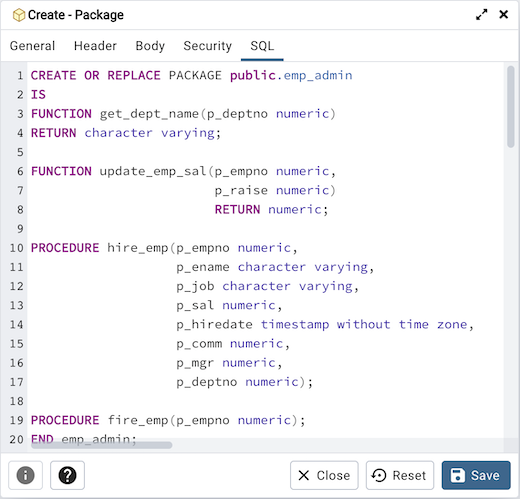 Create - Package
General Header Body Security SQL
1 CREATE OR REPLACE PACKAGE public.emp_admin
2 IS
3 FUNCTION get_dept_name(p_deptno numeric)
4 RETURN character varying;
5
6 FUNCTION update_emp_sal(p_empno numeric,
7 p_raise numeric)
8 RETURN numeric;
9
10 PROCEDURE hire_emp(p_empno numeric,
11 p_ename character varying,
12 p_job character varying,
13 p_sal numeric,
14 p_hiredate timestamp without time zone,
15 p_comm numeric,
16 p_mgr numeric,
17 p_deptno numeric);
18
19 PROCEDURE fire_emp(p_empno numeric);
20 END emp_admin;
Close Reset Save